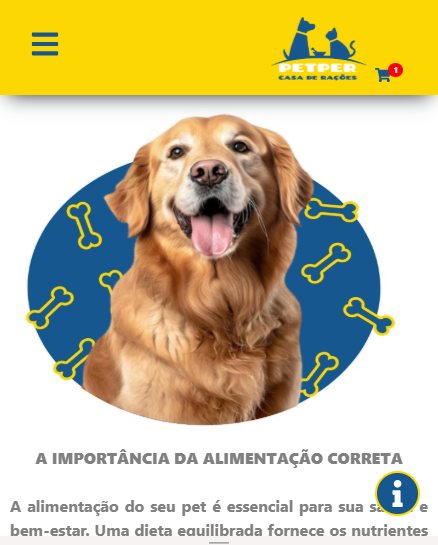 PETPER
CASA DE RAÇÕES
1
A IMPORTÂNCIA DA ALIMENTAÇÃO CORRETA
A alimentação do seu pet é essencial para sua e
i
bem-estar. Uma dieta equilibrada fornece os nutrientes